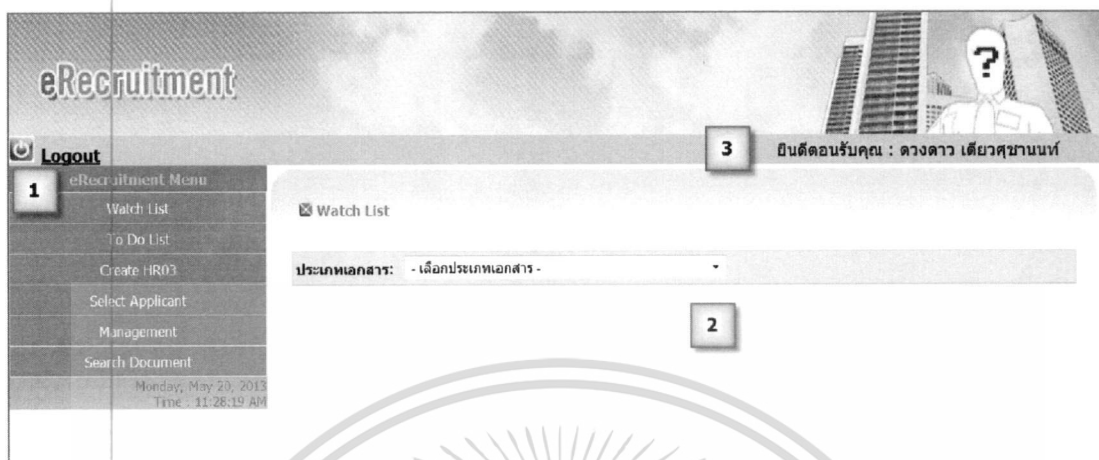 eRecruitment
?
3 ยินดีตอนรับคุณ : ดวงดาว เตียวศุชานนท์
Logout
1 eRecruitment Menu
Watch List
To Do List
Create HR03
Select Applicant
Management
Search Document
Monday, May 20, 2013
Time : 11:28:19 AM
Watch List
ประเภทเอกสาร: - เลือกประเภทเอกสาร -
2